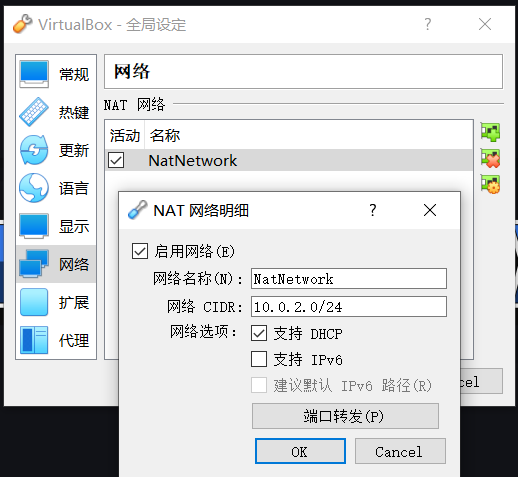 VirtualBox - 全局设定
常规
热键
更新
语言
显示
网络
扩展
代理
网络
NAT 网络
活动 名称
NatNetwork
NAT 网络明细
启用网络(E)
网络名称(N): NatNetwork
网络 CIDR: 10.0.2.0/24
网络选项: 支持 DHCP
支持 IPv6
建议默认 IPv6 路径(R)
端口转发(P)
OK Cancel
cel